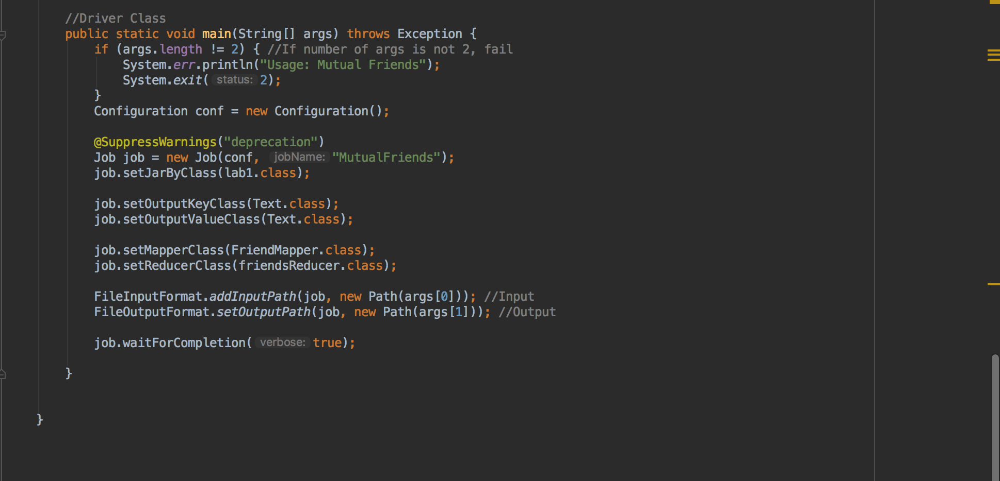 //Driver Class
public static void main(String[] args) throws Exception {
if (args.length != 2) { //If number of args is not 2, fail
System.err.println("Usage: Mutual Friends");
System.exit( status: 2);
}
Configuration conf = new Configuration();
@SuppressWarnings("deprecation")
Job job = new Job(conf, jobName: "MutualFriends");
job.setJarByClass(lab1.class);
job.setOutputKeyClass(Text.class);
job.setOutputValueClass(Text.class);
job.setMapperClass(FriendMapper.class);
job.setReducerClass(friendsReducer.class);
FileInputFormat.addInputPath(job, new Path(args[0])); //Input
FileOutputFormat.setOutputPath(job, new Path(args[1])); //Output
job.waitForCompletion( verbose: true);
}
}